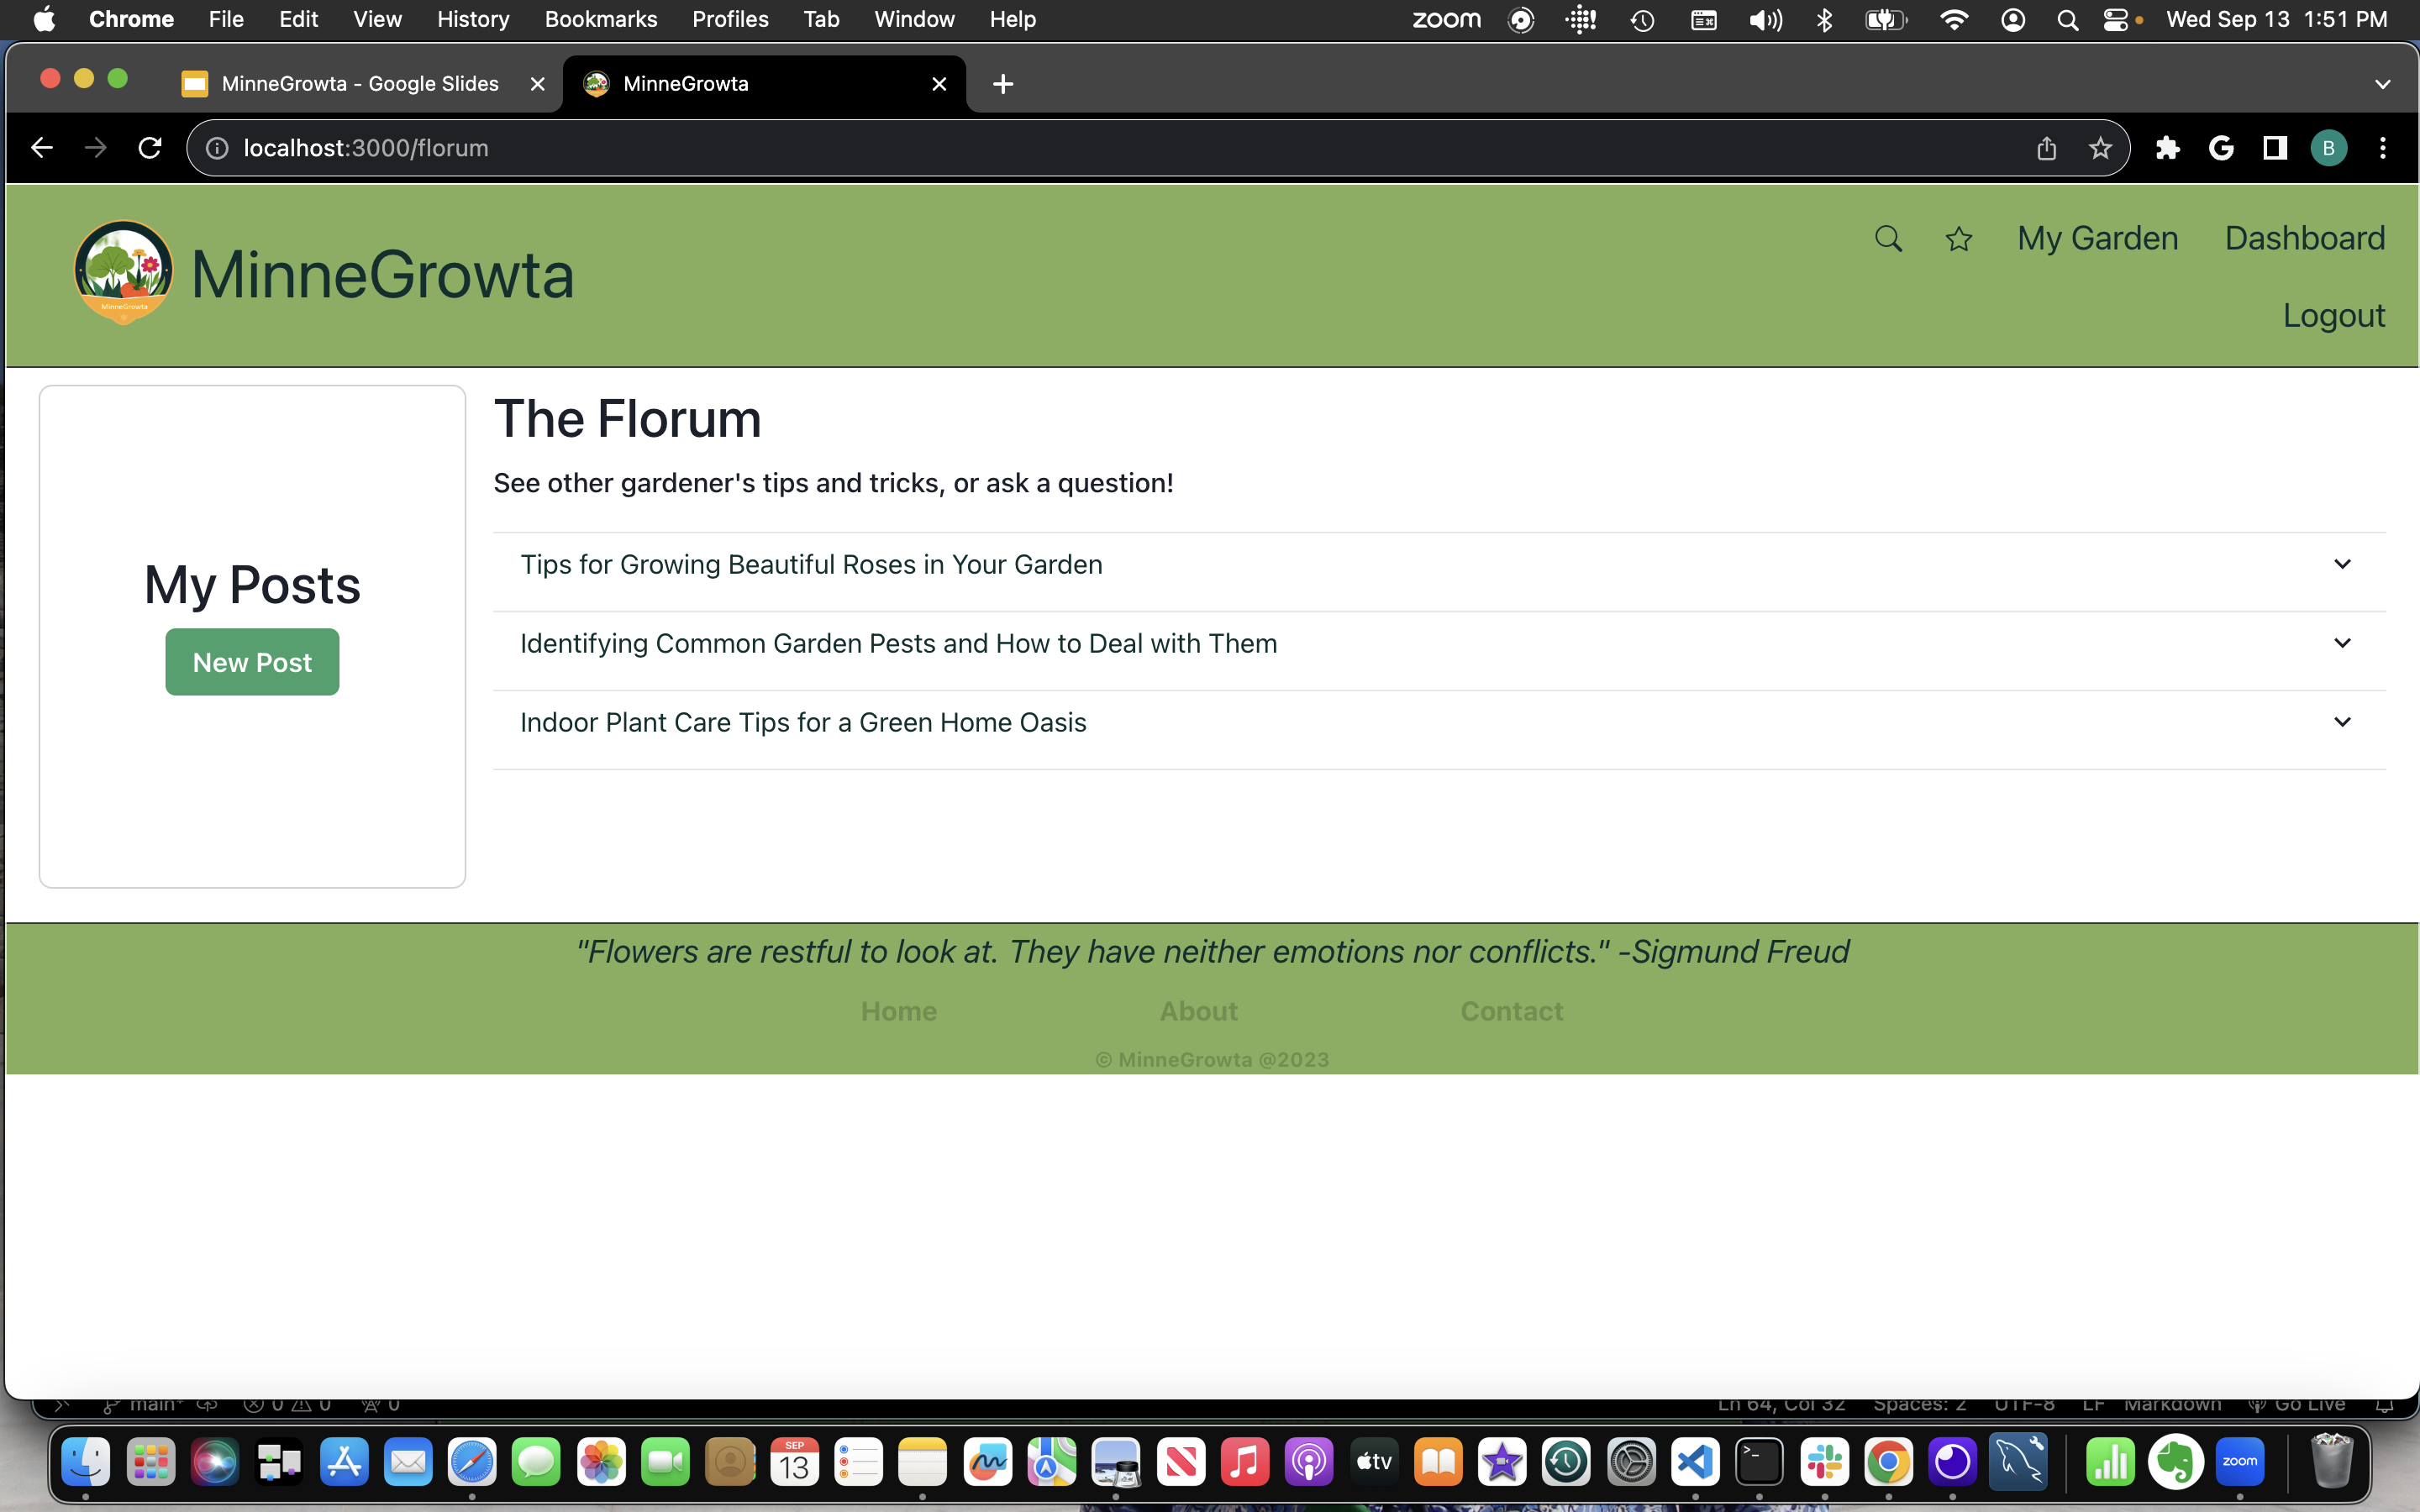 Chrome File Edit View History Bookmarks Profiles Tab Window Help zoom Wed Sep 13 1:51 PM
MinneGrowta - Google Slides MinneGrowta
localhost:3000/florum B
MinneGrowta
MinneGrowta
My Garden Dashboard
Logout
My Posts
New Post
The Florum
See other gardener's tips and tricks, or ask a question!
Tips for Growing Beautiful Roses in Your Garden
Identifying Common Garden Pests and How to Deal with Them
Indoor Plant Care Tips for a Green Home Oasis
"Flowers are restful to look at. They have neither emotions nor conflicts." -Sigmund Freud
Home About Contact
© MinneGrowta @2023
main* 0 0 0 Ln 64, Col 32 Spaces: 2 UTF-8 LF Markdown Go Live
SEP
13
tv
zoom